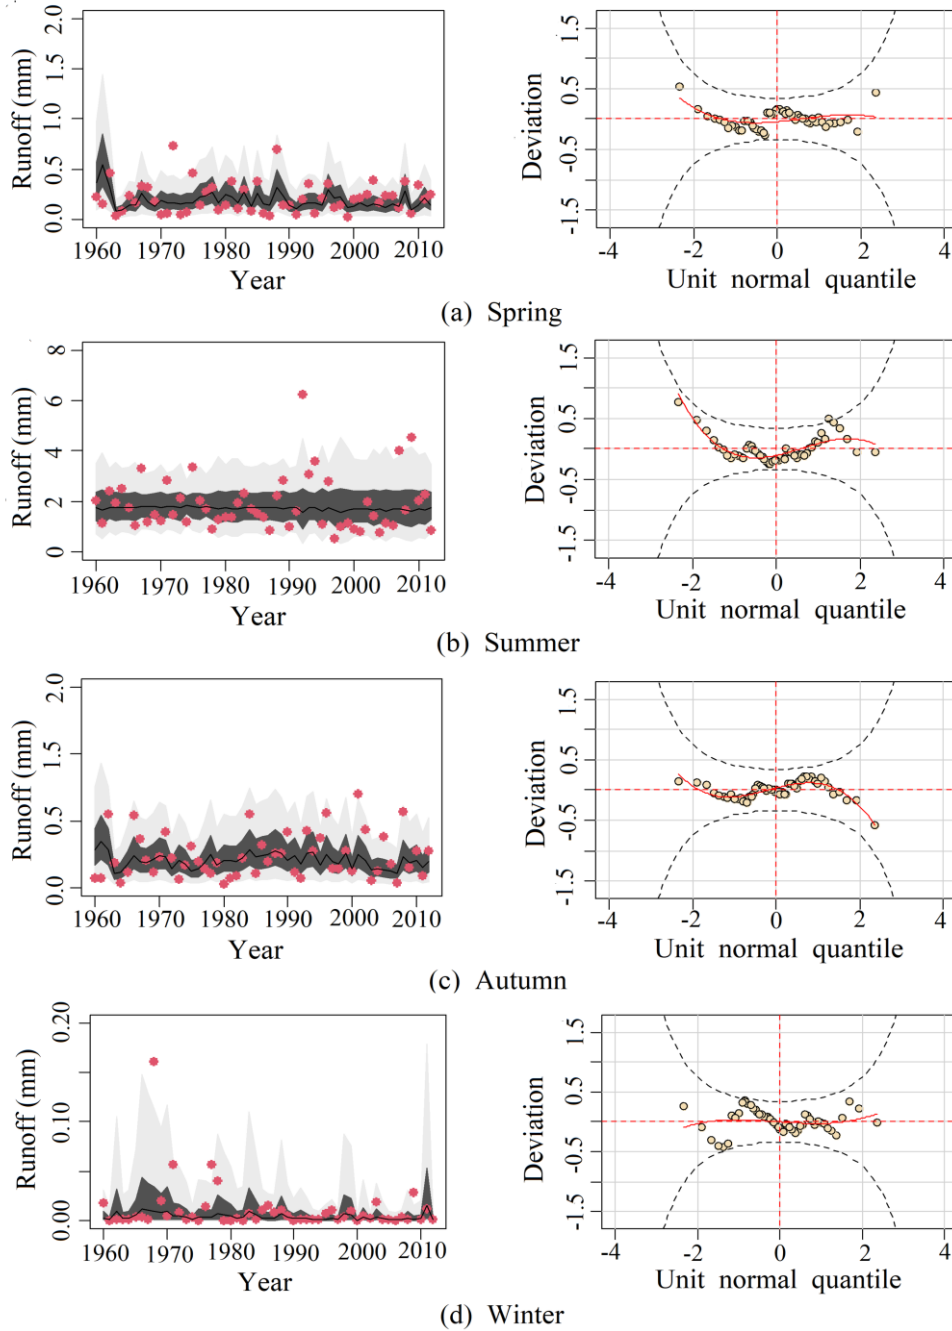 2.0
1.5
1.0
0.5
0.0
Runoff (mm)
1960 1970 1980 1990 2000 2010
Year
1.5
0.5
-0.5
-1.5
Deviation
-4 -2 0 2 4
Unit normal quantile
(a) Spring
8
6
4
2
0
Runoff (mm)
1960 1970 1980 1990 2000 2010
Year
1.5
0.5
-0.5
-1.5
Deviation
-4 -2 0 2 4
Unit normal quantile
(b) Summer
2.0
1.5
0.5
0.0
Runoff (mm)
1960 1970 1980 1990 2000 2010
Year
1.5
0.5
-0.5
-1.5
Deviation
-4 -2 0 2 4
Unit normal quantile
(c) Autumn
0.20
0.10
0.00
Runoff (mm)
1960 1970 1980 1990 2000 2010
Year
1.5
0.5
-0.5
-1.5
Deviation
-4 -2 0 2 4
Unit normal quantile
(d) Winter